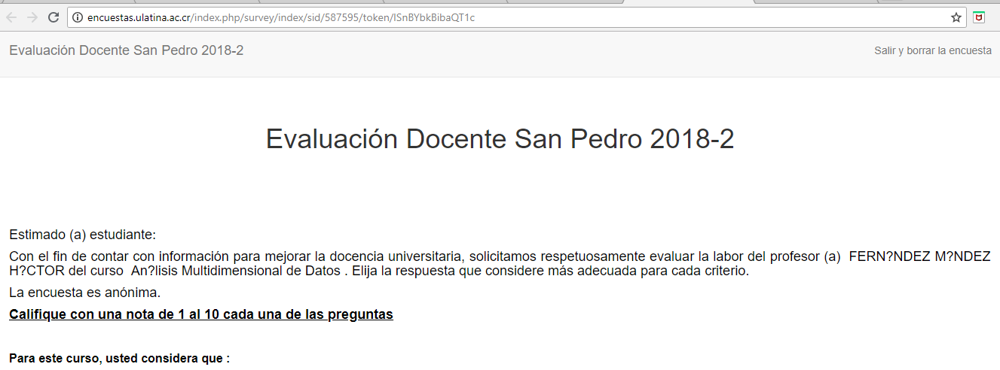 encuestas.ulatina.ac.cr/index.php/survey/index/sid/587595/token/lSnBYbkBibaQT1c
Evaluación Docente San Pedro 2018-2
Salir y borrar la encuesta
Evaluación Docente San Pedro 2018-2
Estimado (a) estudiante:
Con el fin de contar con información para mejorar la docencia universitaria, solicitamos respetuosamente evaluar la labor del profesor (a) FERN?NDEZ M?NDEZ
H?CTOR del curso An?lisis Multidimensional de Datos . Elija la respuesta que considere más adecuada para cada criterio.
La encuesta es anónima.
Califique con una nota de 1 al 10 cada una de las preguntas
Para este curso, usted considera que :